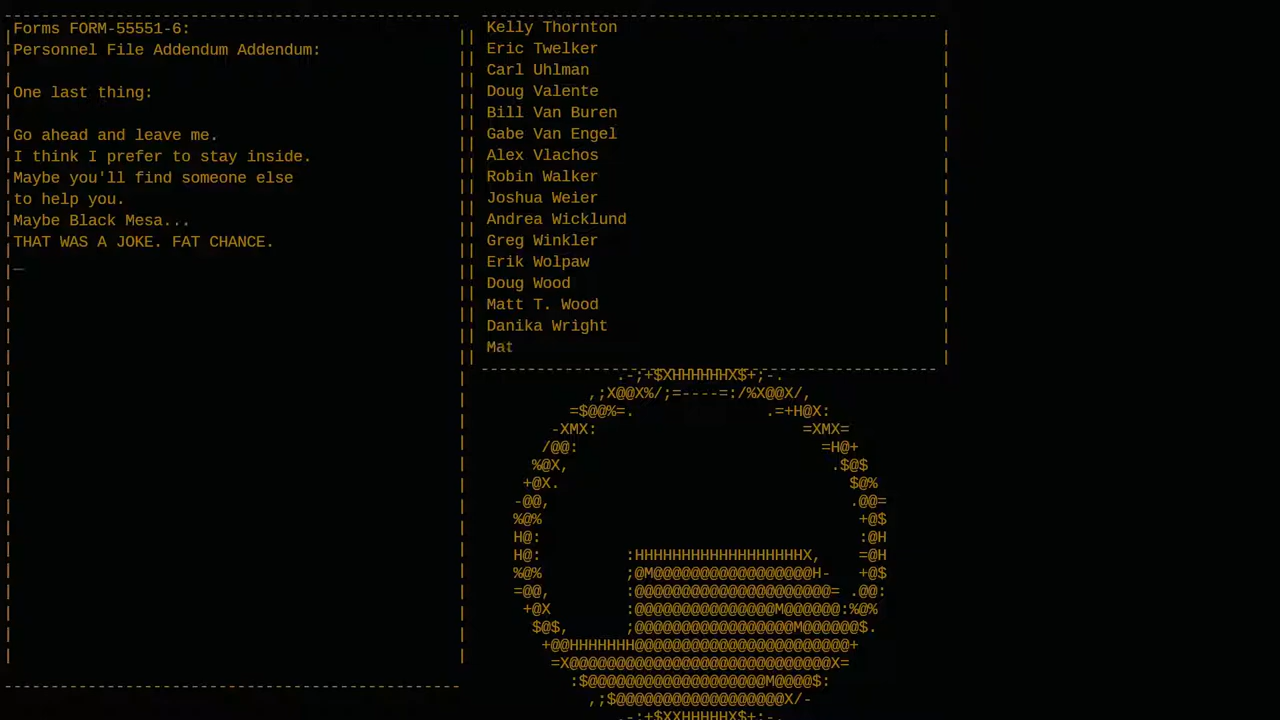 Forms FORM-55551-6:
Personnel File Addendum Addendum:
One last thing:
Go ahead and leave me.
I think I prefer to stay inside.
Maybe you'll find someone else
to help you.
Maybe Black Mesa...
THAT WAS A JOKE. FAT CHANCE.
Kelly Thornton
Eric Twelker
Carl Uhlman
Doug Valente
Bill Van Buren
Gabe Van Engel
Alex Vlachos
Robin Walker
Joshua Weier
Andrea Wicklund
Greg Winkler
Erik Wolpaw
Doug Wood
Matt T. Wood
Danika Wright
Mat